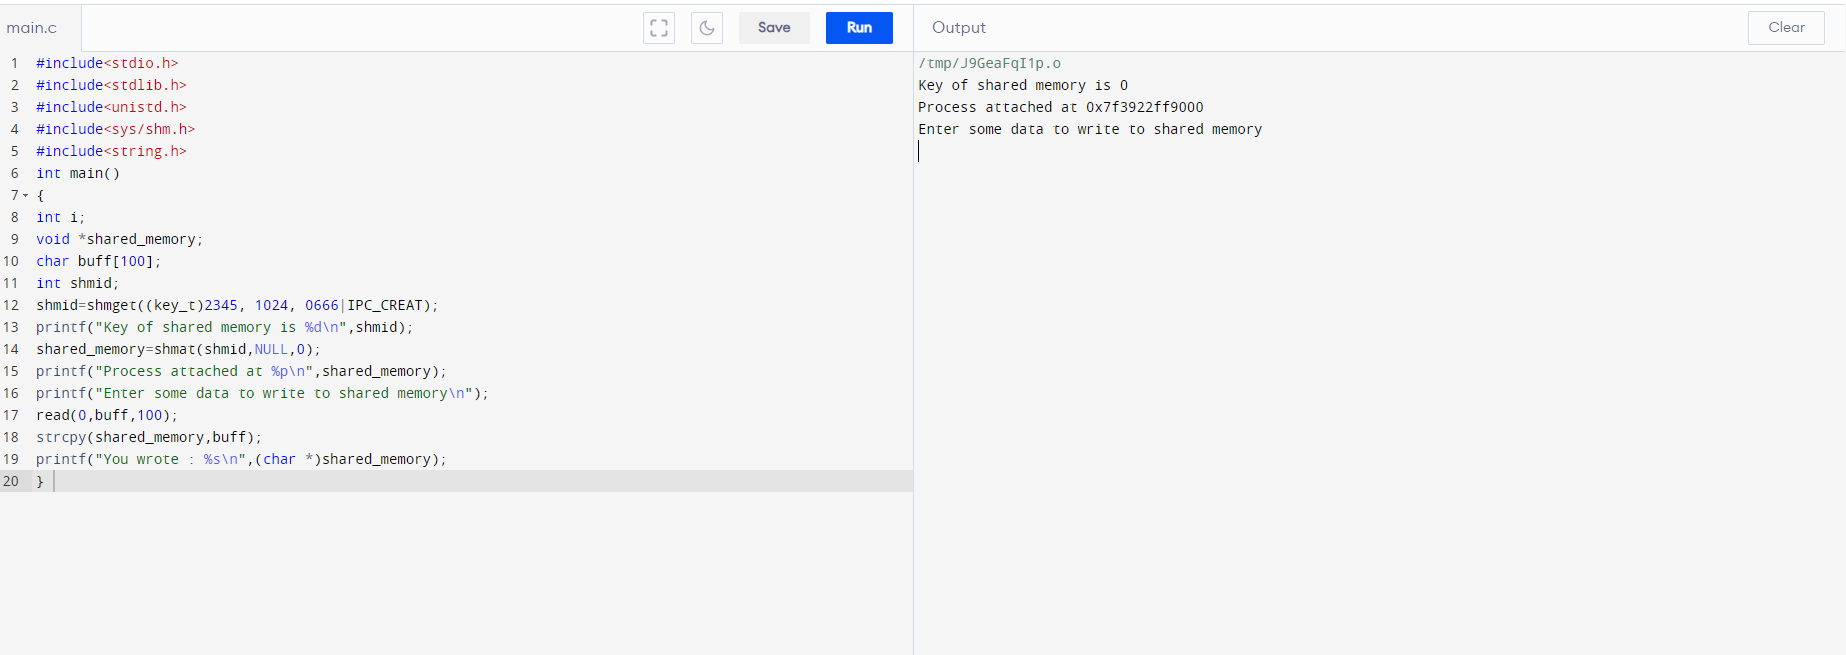 main.c Save Run
1 #include<stdio.h>
2 #include<stdlib.h>
3 #include<unistd.h>
4 #include<sys/shm.h>
5 #include<string.h>
6 int main()
7 {
8 int i;
9 void *shared_memory;
10 char buff[100];
11 int shmid;
12 shmid=shmget((key_t)2345, 1024, 0666|IPC_CREAT);
13 printf("Key of shared memory is %d\n",shmid);
14 shared_memory=shmat(shmid,NULL,0);
15 printf("Process attached at %p\n",shared_memory);
16 printf("Enter some data to write to shared memory\n");
17 read(0,buff,100);
18 strcpy(shared_memory,buff);
19 printf("You wrote : %s\n",(char *)shared_memory);
20 }
Output Clear
/tmp/J9GeaFqI1p.o
Key of shared memory is 0
Process attached at 0x7f3922ff9000
Enter some data to write to shared memory